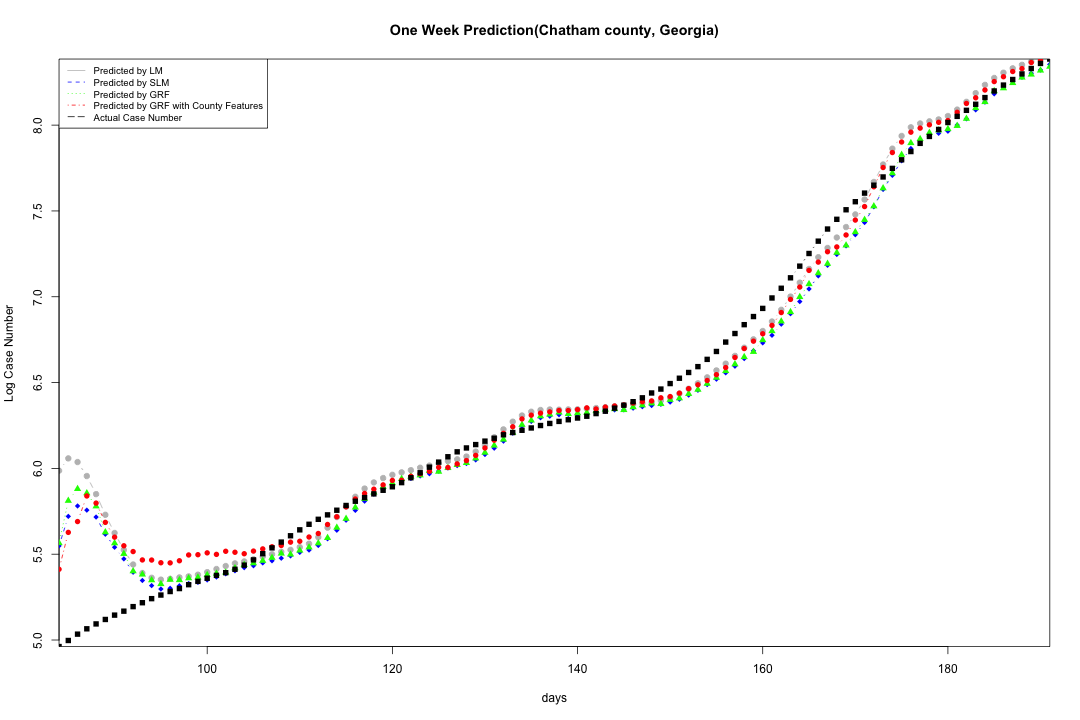 One Week Prediction(Chatham county, Georgia)
Predicted by LM
Predicted by SLM
Predicted by GRF
Predicted by GRF with County Features
Actual Case Number
Log Case Number
8.0
7.5
7.0
6.5
6.0
5.5
5.0
100 120 140 160 180
days